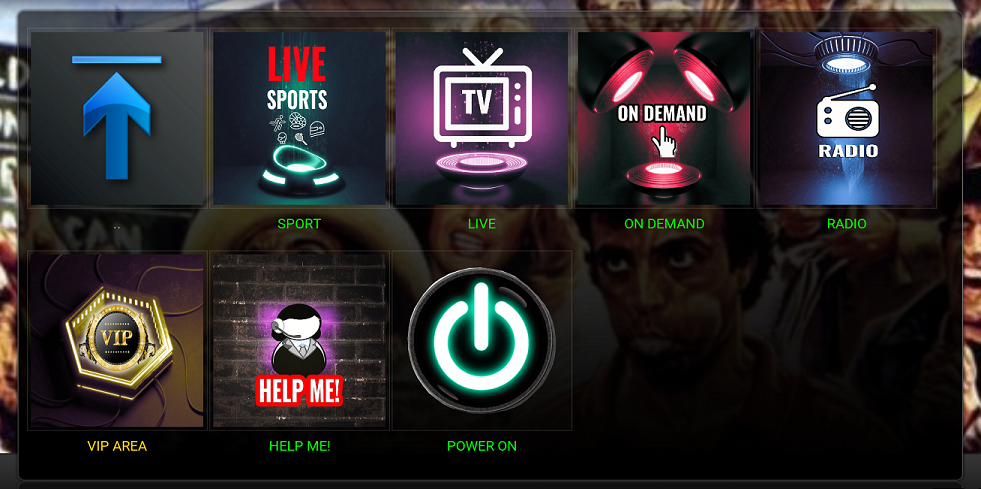 LIVE
SPORTS
TV
ON DEMAND
RADIO
..
SPORT
LIVE
ON DEMAND
RADIO
CAN
VIP
HELP ME!
VIP AREA
HELP ME!
POWER ON